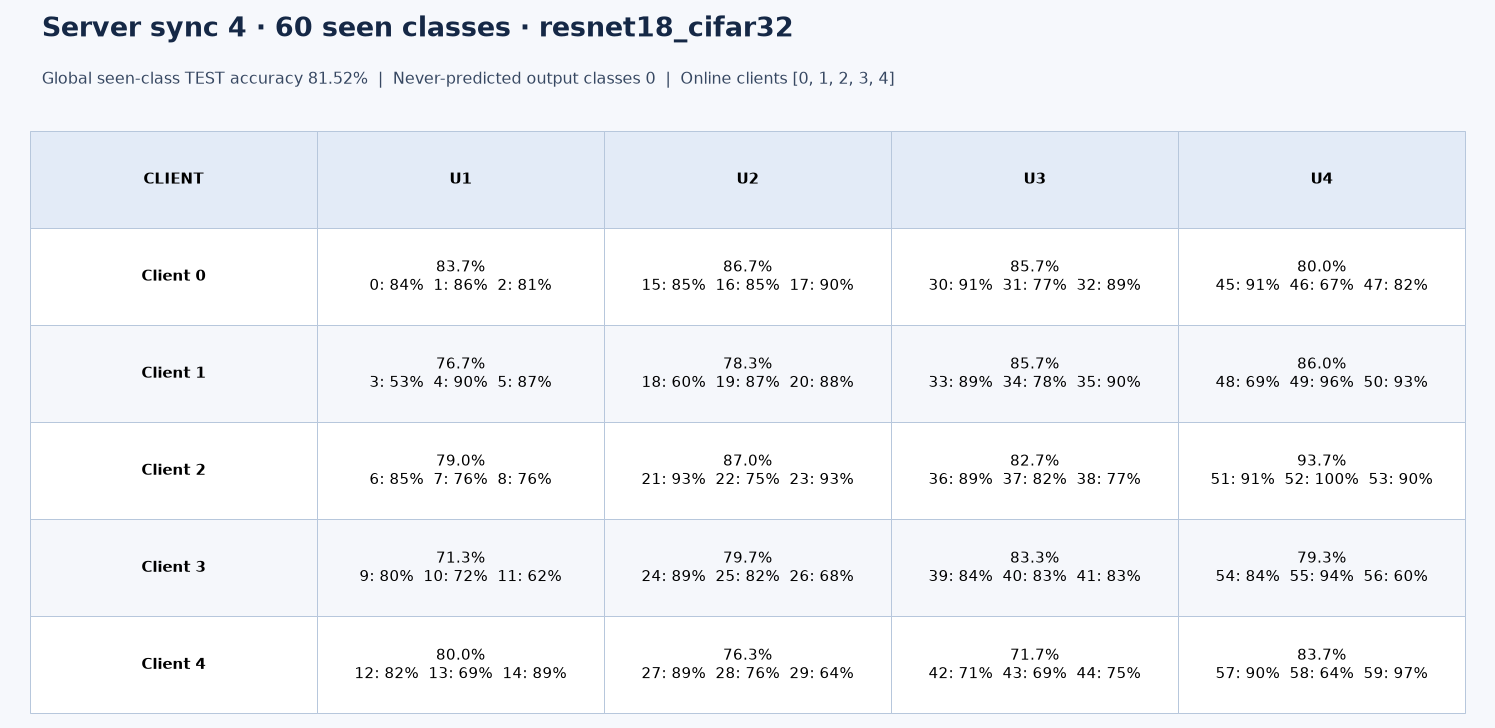 Server sync 4 · 60 seen classes · resnet18_cifar32
Global seen-class TEST accuracy 81.52% | Never-predicted output classes 0 | Online clients [0, 1, 2, 3, 4]
CLIENT U1 U2 U3 U4
83.7% 86.7% 85.7% 80.0%
Client 0
0: 84% 1: 86% 2: 81% 15: 85% 16: 85% 17: 90% 30: 91% 31: 77% 32: 89% 45: 91% 46: 67% 47: 82%
76.7% 78.3% 85.7% 86.0%
Client 1
3: 53% 4: 90% 5: 87% 18: 60% 19: 87% 20: 88% 33: 89% 34: 78% 35: 90% 48: 69% 49: 96% 50: 93%
79.0% 87.0% 82.7% 93.7%
Client 2
6: 85% 7: 76% 8: 76% 21: 93% 22: 75% 23: 93% 36: 89% 37: 82% 38: 77% 51: 91% 52: 100% 53: 90%
71.3% 79.7% 83.3% 79.3%
Client 3
9: 80% 10: 72% 11: 62% 24: 89% 25: 82% 26: 68% 39: 84% 40: 83% 41: 83% 54: 84% 55: 94% 56: 60%
80.0% 76.3% 71.7% 83.7%
Client 4
12: 82% 13: 69% 14: 89% 27: 89% 28: 76% 29: 64% 42: 71% 43: 69% 44: 75% 57: 90% 58: 64% 59: 97%